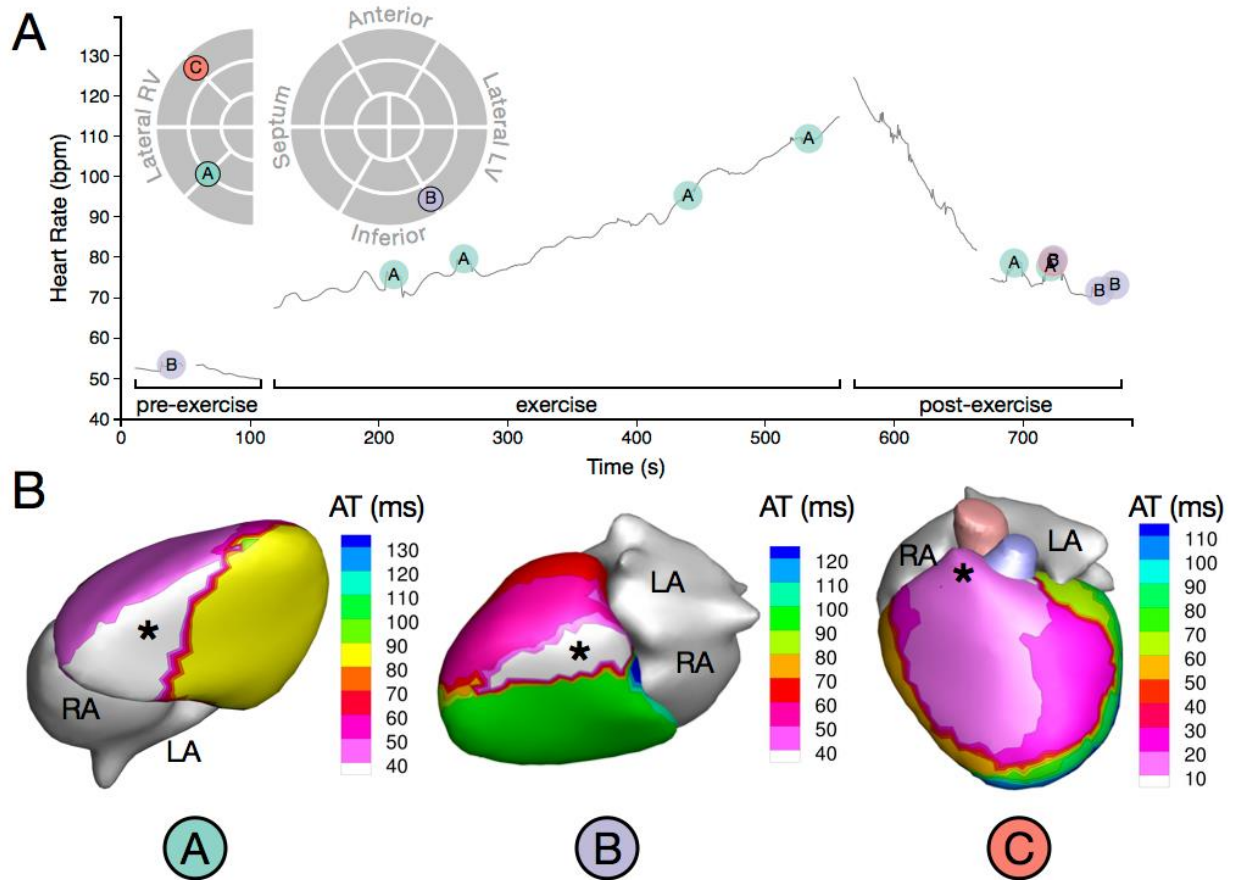 A
Heart Rate (bpm)
130
120
110
100
90
80
70
60
50
40
Anterior
Lateral RV
Septum
Lateral LV
Inferior
C
A
B
B
A
A
A
A
A
A
B
B
B
pre-exercise
exercise
post-exercise
0
100
200
300
400
500
600
700
Time (s)
B
AT (ms)
130
120
110
100
90
80
70
60
50
40
*
RA
LA
AT (ms)
120
110
100
90
80
70
60
50
40
*
LA
RA
AT (ms)
110
100
90
80
70
60
50
40
30
20
10
RA
LA
*
A
B
C